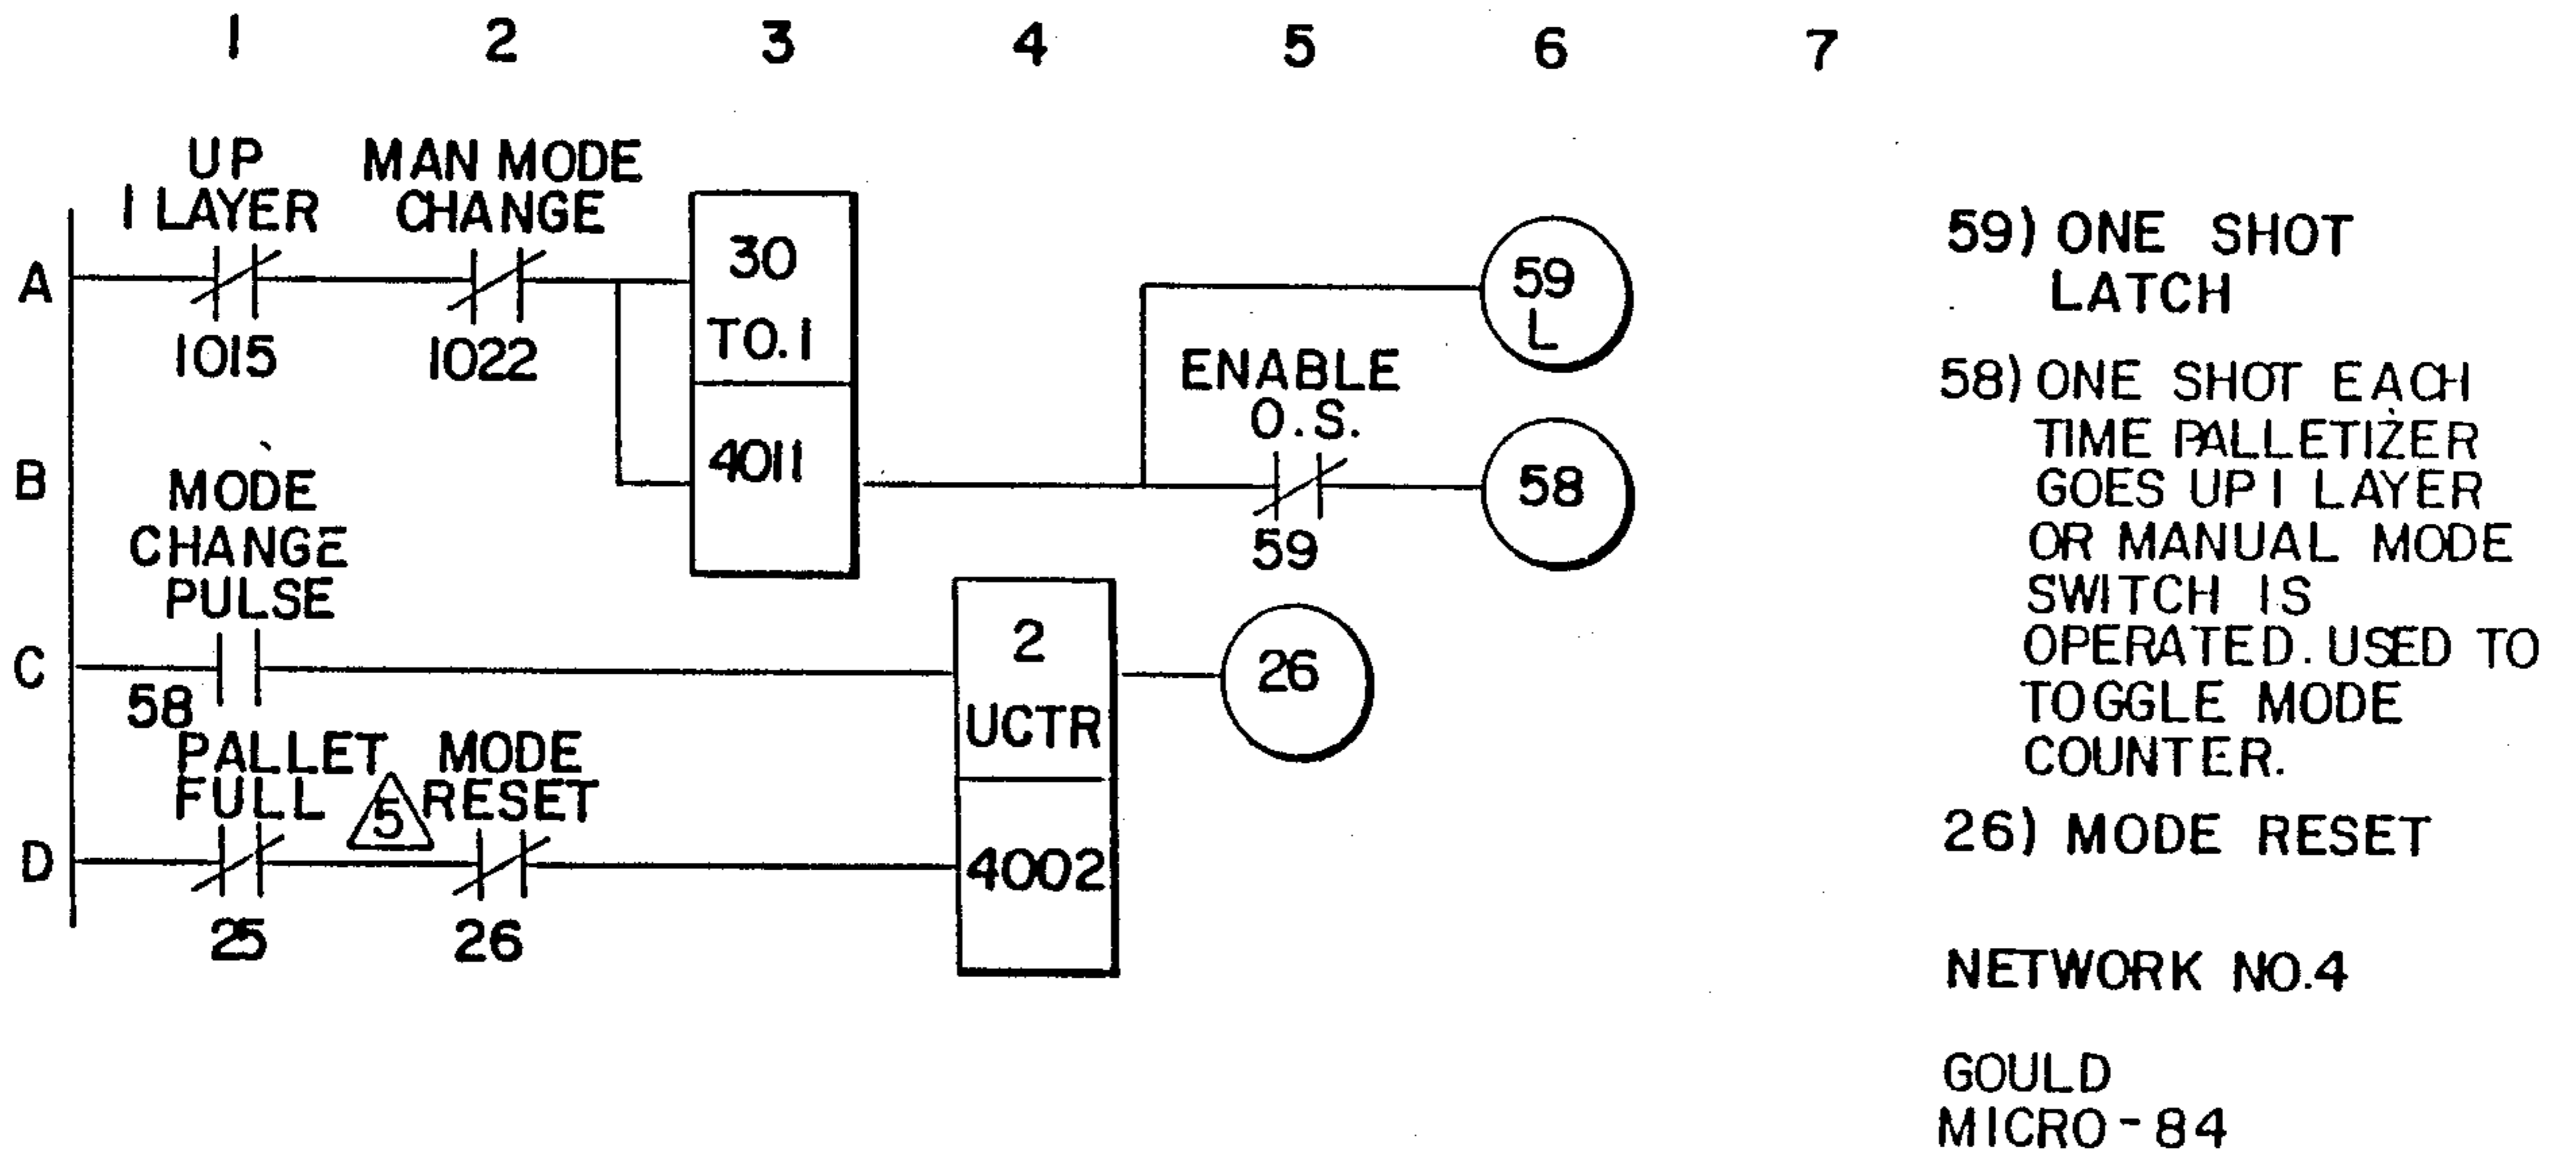 1 2 3 4 5 6 7
UP
1 LAYER
MAN MODE
CHANGE
A
1015
1022
30
TO.1
4011
59
L
ENABLE
O.S.
B
59
58
MODE
CHANGE
PULSE
C
58
2
UCTR
4002
26
PALLET
FULL
5
MODE
RESET
D
25
26
59) ONE SHOT
LATCH
58) ONE SHOT EACH
TIME PALLETIZER
GOES UP 1 LAYER
OR MANUAL MODE
SWITCH IS
OPERATED. USED TO
TOGGLE MODE
COUNTER.
26) MODE RESET
NETWORK NO.4
GOULD
MICRO-84